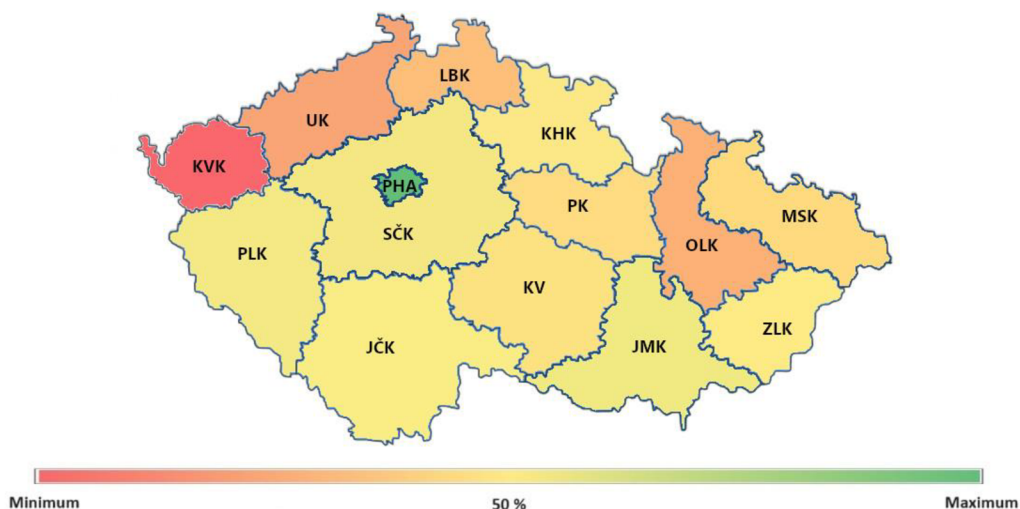 LBK
UK
KHK
KVK
PHA
PK
MSK
SČK
OLK
PLK
KV
ZLK
JČK
JMK
Minimum 50 % Maximum